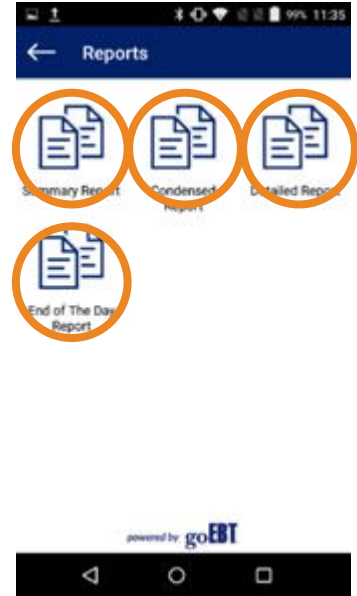 99% 11:35
Reports
Summary Report
Condensed
Report
Detailed Report
End of The Day
Report
powered by goEBT